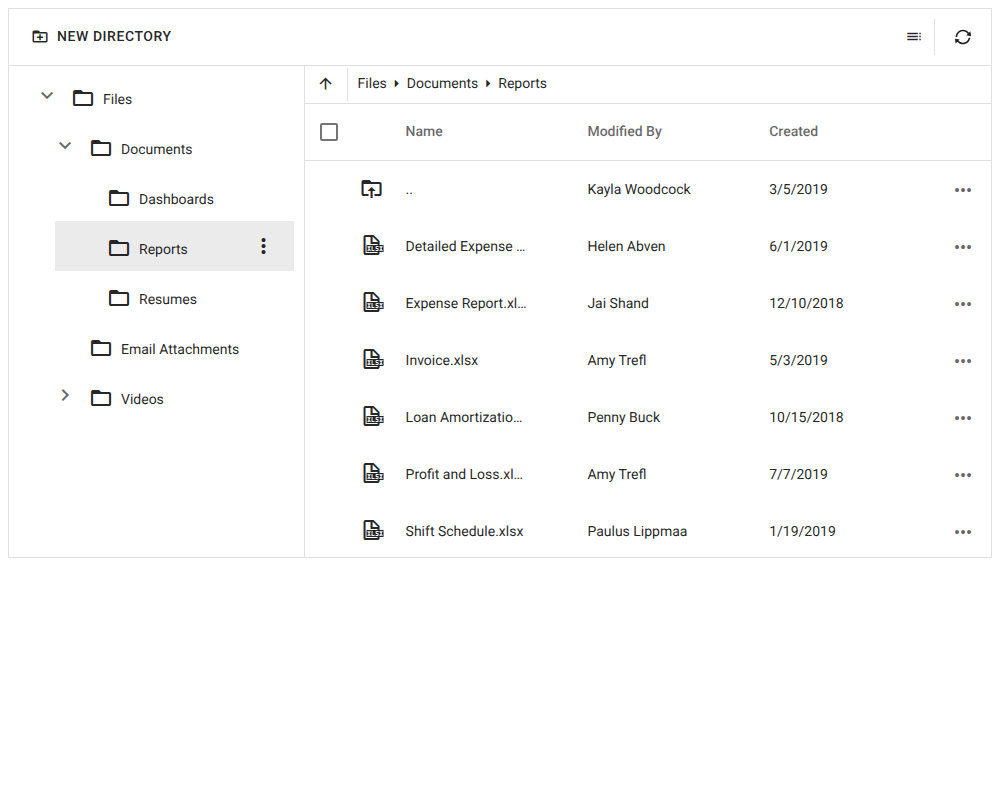 NEW DIRECTORY
Files
Documents
Dashboards
Reports
Resumes
Email Attachments
Videos
Files Documents Reports
Name Modified By Created
.. Kayla Woodcock 3/5/2019
Detailed Expense ... Helen Abven 6/1/2019
Expense Report.xl... Jai Shand 12/10/2018
Invoice.xlsx Amy Trefl 5/3/2019
Loan Amortizatio... Penny Buck 10/15/2018
Profit and Loss.xl... Amy Trefl 7/7/2019
Shift Schedule.xlsx Paulus Lippmaa 1/19/2019